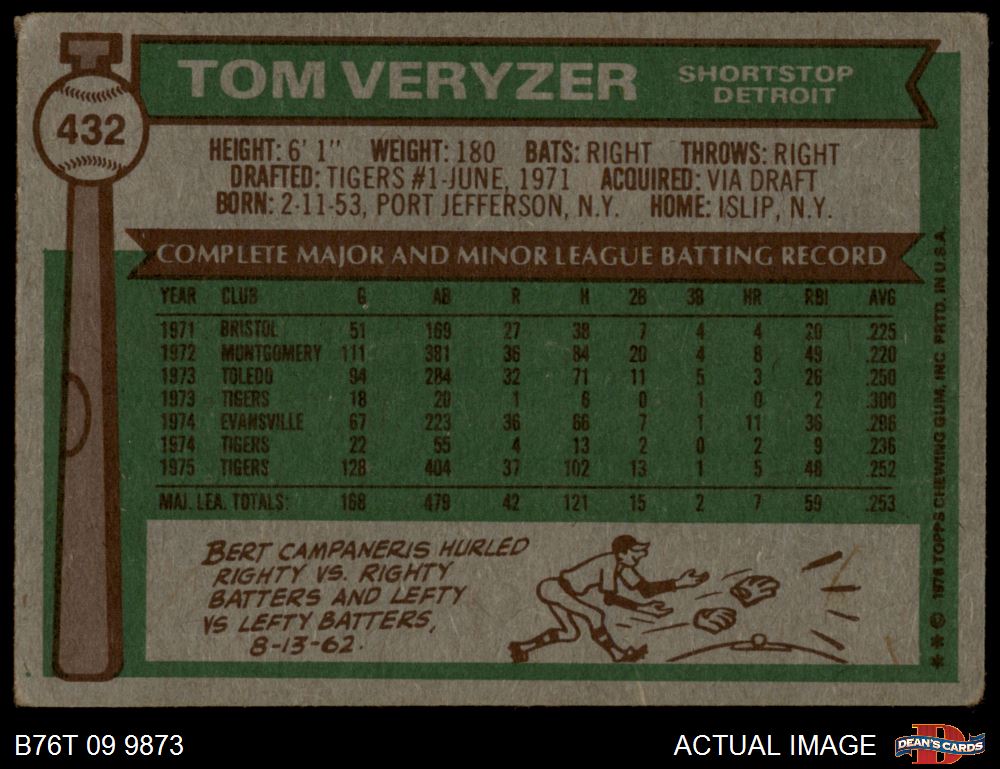 432
TOM VERYZER SHORTSTOP
DETROIT
HEIGHT: 6' 1" WEIGHT: 180 BATS: RIGHT THROWS: RIGHT
DRAFTED: TIGERS #1-JUNE, 1971 ACQUIRED: VIA DRAFT
BORN: 2-11-53, PORT JEFFERSON, N.Y. HOME: ISLIP, N.Y.
COMPLETE MAJOR AND MINOR LEAGUE BATTING RECORD
YEAR CLUB G AB R H 2B 3B HR RBI AVG
1971 BRISTOL 51 169 27 38 7 4 4 20 .225
1972 MONTGOMERY 111 381 36 84 20 4 8 49 .220
1973 TOLEDO 94 284 32 71 11 5 3 26 .250
1973 TIGERS 18 20 1 6 0 1 0 2 .300
1974 EVANSVILLE 67 223 36 66 7 1 11 36 .296
1974 TIGERS 22 55 4 13 2 0 2 9 .236
1975 TIGERS 128 404 37 102 13 1 5 48 .252
MAJ. LEA. TOTALS: 168 479 42 121 15 2 7 59 .253
BERT CAMPANERIS HURLED
RIGHTY VS. RIGHTY
BATTERS AND LEFTY
VS LEFTY BATTERS,
8-13-62.
** © 1976 TOPPS CHEWING GUM, INC. PRTD. IN U.S.A.
B76T 09 9873
ACTUAL IMAGE
D
DEAN'S CARDS